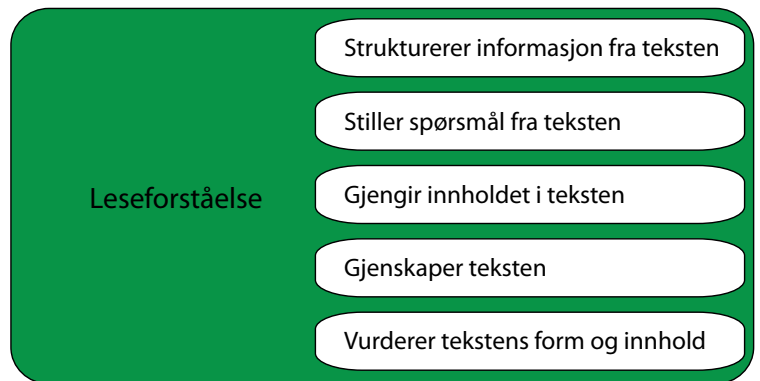 Leseforståelse
Strukturerer informasjon fra teksten
Stiller spørsmål fra teksten
Gjengir innholdet i teksten
Gjenskaper teksten
Vurderer tekstens form og innhold